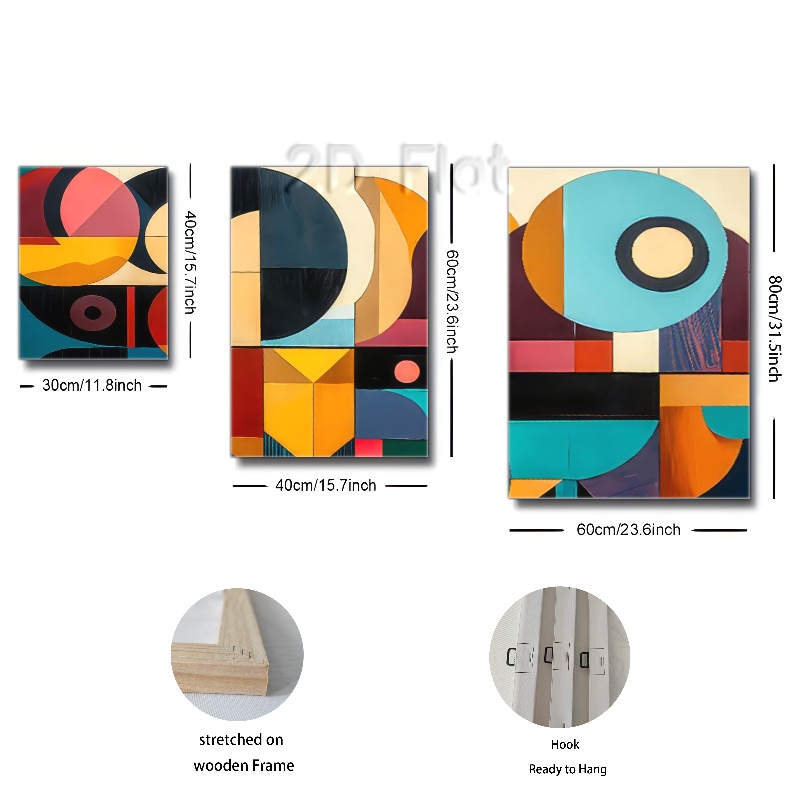 2D Flat
40cm/15.7inch
30cm/11.8inch
60cm/23.6inch
40cm/15.7inch
80cm/31.5inch
60cm/23.6inch
stretched on
wooden Frame
Hook
Ready to Hang